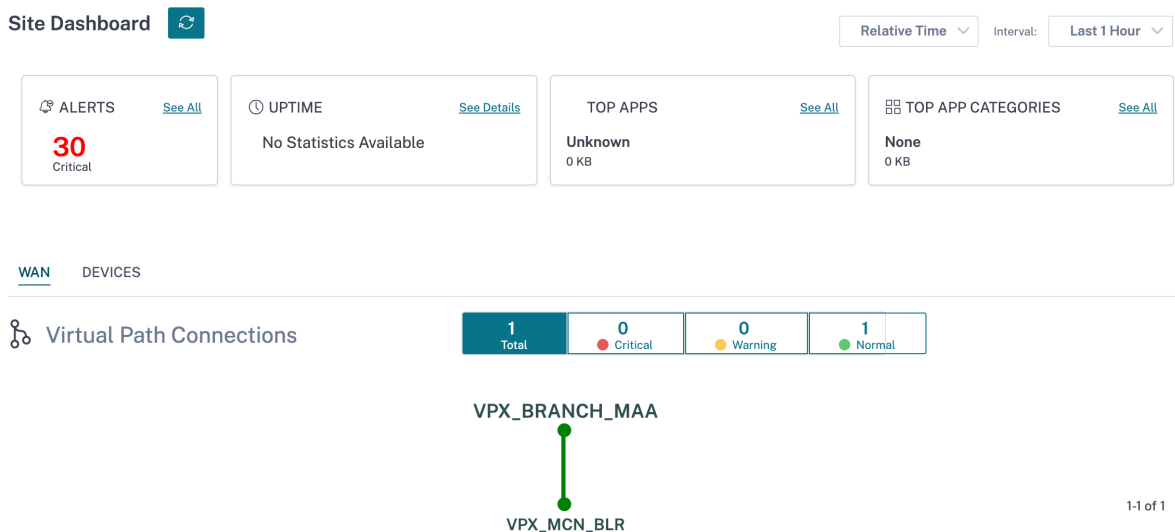 Site Dashboard
Relative Time
Interval:
Last 1 Hour
ALERTS
See All
30
Critical
UPTIME
See Details
No Statistics Available
TOP APPS
See All
Unknown
0 KB
TOP APP CATEGORIES
See All
None
0 KB
WAN
DEVICES
Virtual Path Connections
1
Total
0
Critical
0
Warning
1
Normal
VPX_BRANCH_MAA
VPX_MCN_BLR
1-1 of 1